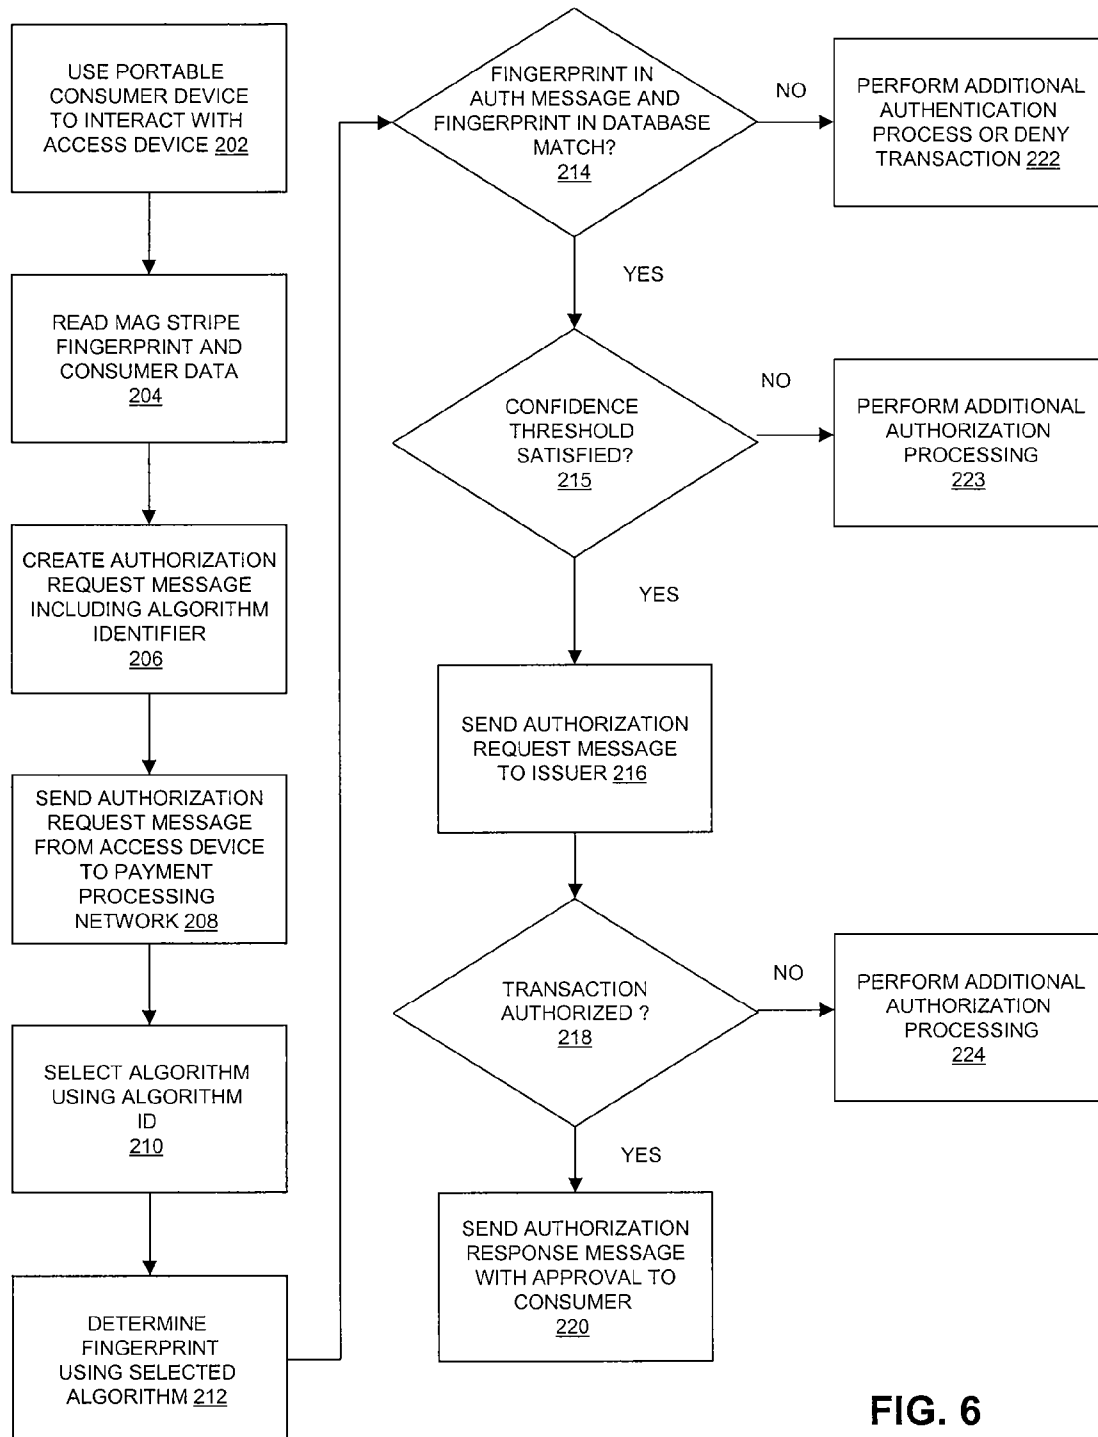 USE PORTABLE
CONSUMER DEVICE
TO INTERACT WITH
ACCESS DEVICE 202
READ MAG STRIPE
FINGERPRINT AND
CONSUMER DATA
204
CREATE AUTHORIZATION
REQUEST MESSAGE
INCLUDING ALGORITHM
IDENTIFIER
206
SEND AUTHORIZATION
REQUEST MESSAGE
FROM ACCESS DEVICE
TO PAYMENT
PROCESSING
NETWORK 208
SELECT ALGORITHM
USING ALGORITHM
ID
210
DETERMINE
FINGERPRINT
USING SELECTED
ALGORITHM 212
FINGERPRINT IN
AUTH MESSAGE AND
FINGERPRINT IN DATABASE
MATCH?
214
NO
PERFORM ADDITIONAL
AUTHENTICATION
PROCESS OR DENY
TRANSACTION 222
YES
CONFIDENCE
THRESHOLD
SATISFIED?
215
NO
PERFORM ADDITIONAL
AUTHORIZATION
PROCESSING
223
YES
SEND AUTHORIZATION
REQUEST MESSAGE
TO ISSUER 216
TRANSACTION
AUTHORIZED ?
218
NO
PERFORM ADDITIONAL
AUTHORIZATION
PROCESSING
224
YES
SEND AUTHORIZATION
RESPONSE MESSAGE
WITH APPROVAL TO
CONSUMER
220
FIG. 6